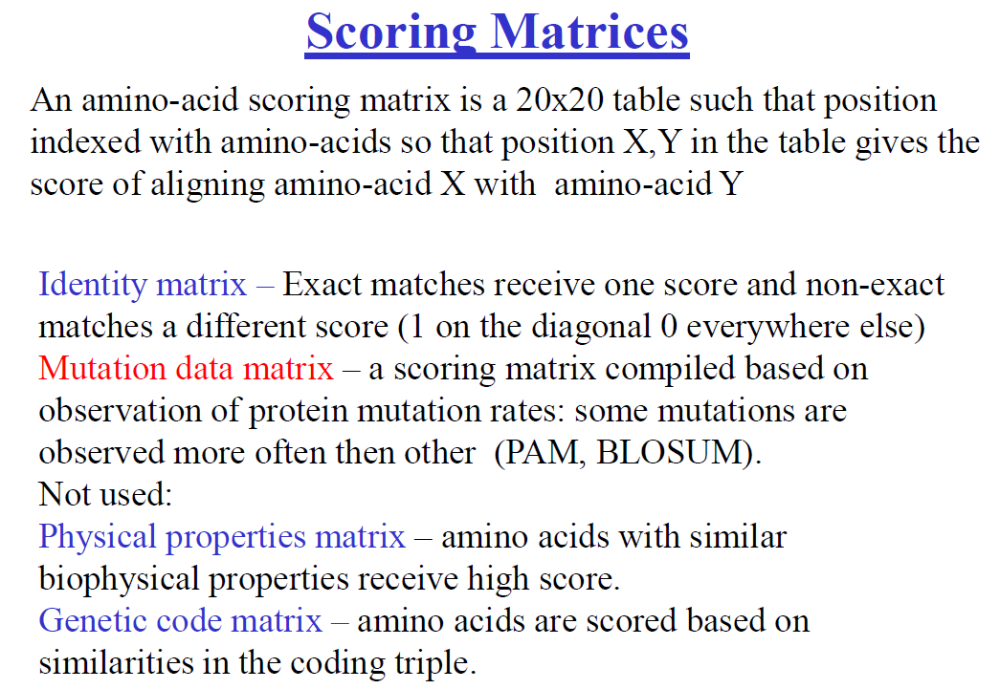 Scoring Matrices
An amino-acid scoring matrix is a 20x20 table such that position
indexed with amino-acids so that position X,Y in the table gives the
score of aligning amino-acid X with amino-acid Y
Identity matrix – Exact matches receive one score and non-exact
matches a different score (1 on the diagonal 0 everywhere else)
Mutation data matrix – a scoring matrix compiled based on
observation of protein mutation rates: some mutations are
observed more often then other (PAM, BLOSUM).
Not used:
Physical properties matrix – amino acids with similar
biophysical properties receive high score.
Genetic code matrix – amino acids are scored based on
similarities in the coding triple.